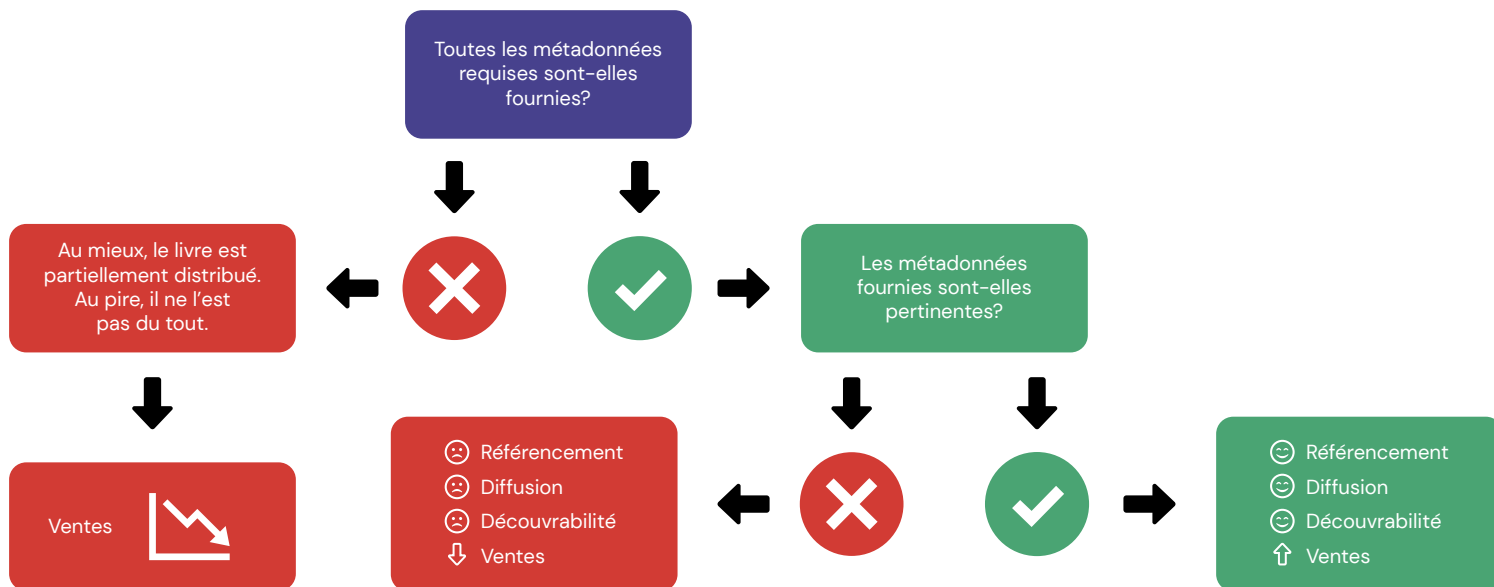 Toutes les métadonnées
requises sont-elles
fournies?
Au mieux, le livre est
partiellement distribué.
Au pire, il ne l’est
pas du tout.
Les métadonnées
fournies sont-elles
pertinentes?
Ventes
Référencement
Diffusion
Découvrabilité
Ventes
Référencement
Diffusion
Découvrabilité
Ventes